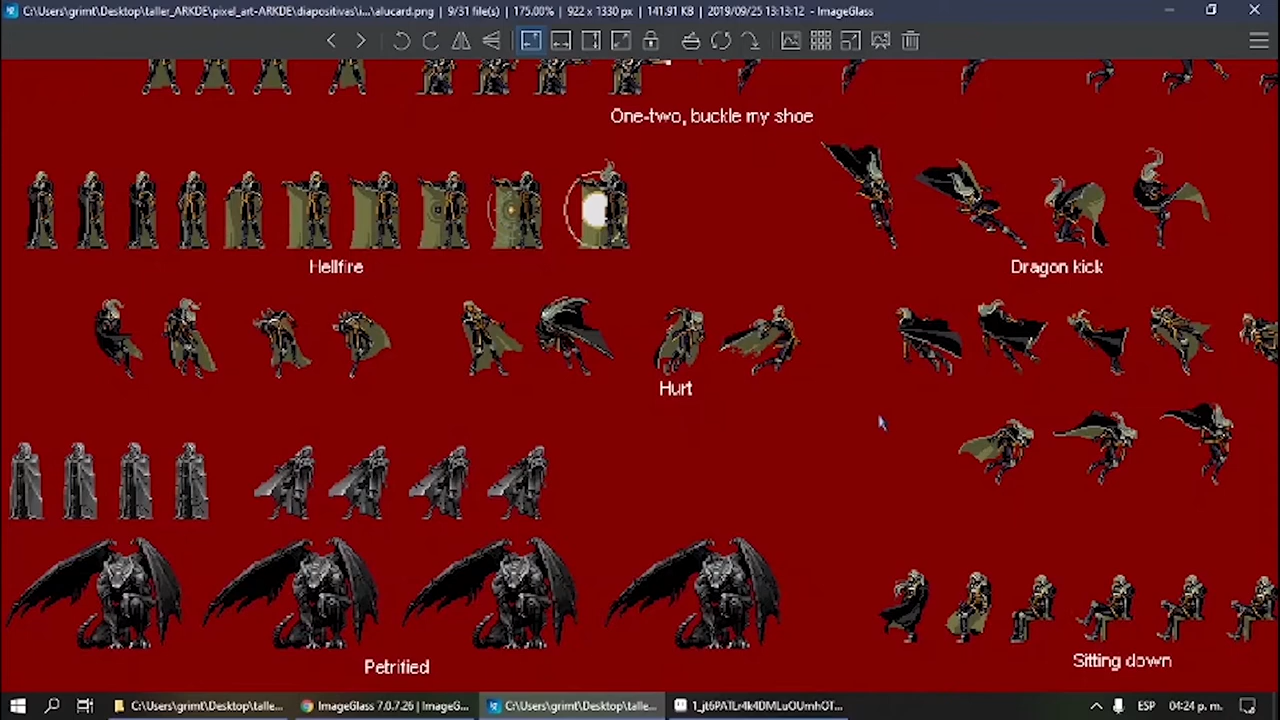 C:\Users\grimt\Desktop\taller_ARKDE\pixel_art-ARKDE\diapositivas\i...\alucard.png | 9/31 file(s) | 175.00% | 922 x 1330 px | 141.91 KB | 2019/09/25 13:13:12 - ImageGlass
One-two, buckle my shoe
Hellfire
Dragon kick
Hurt
Petrified
Sitting down
C:\Users\grimt\Desktop\talle...
ImageGlass 7.0.7.26 | ImageG...
C:\Users\grimt\Desktop\talle...
1_jt6PATLr4k4DMLuOUmhOT...
ESP
04:24 p. m.